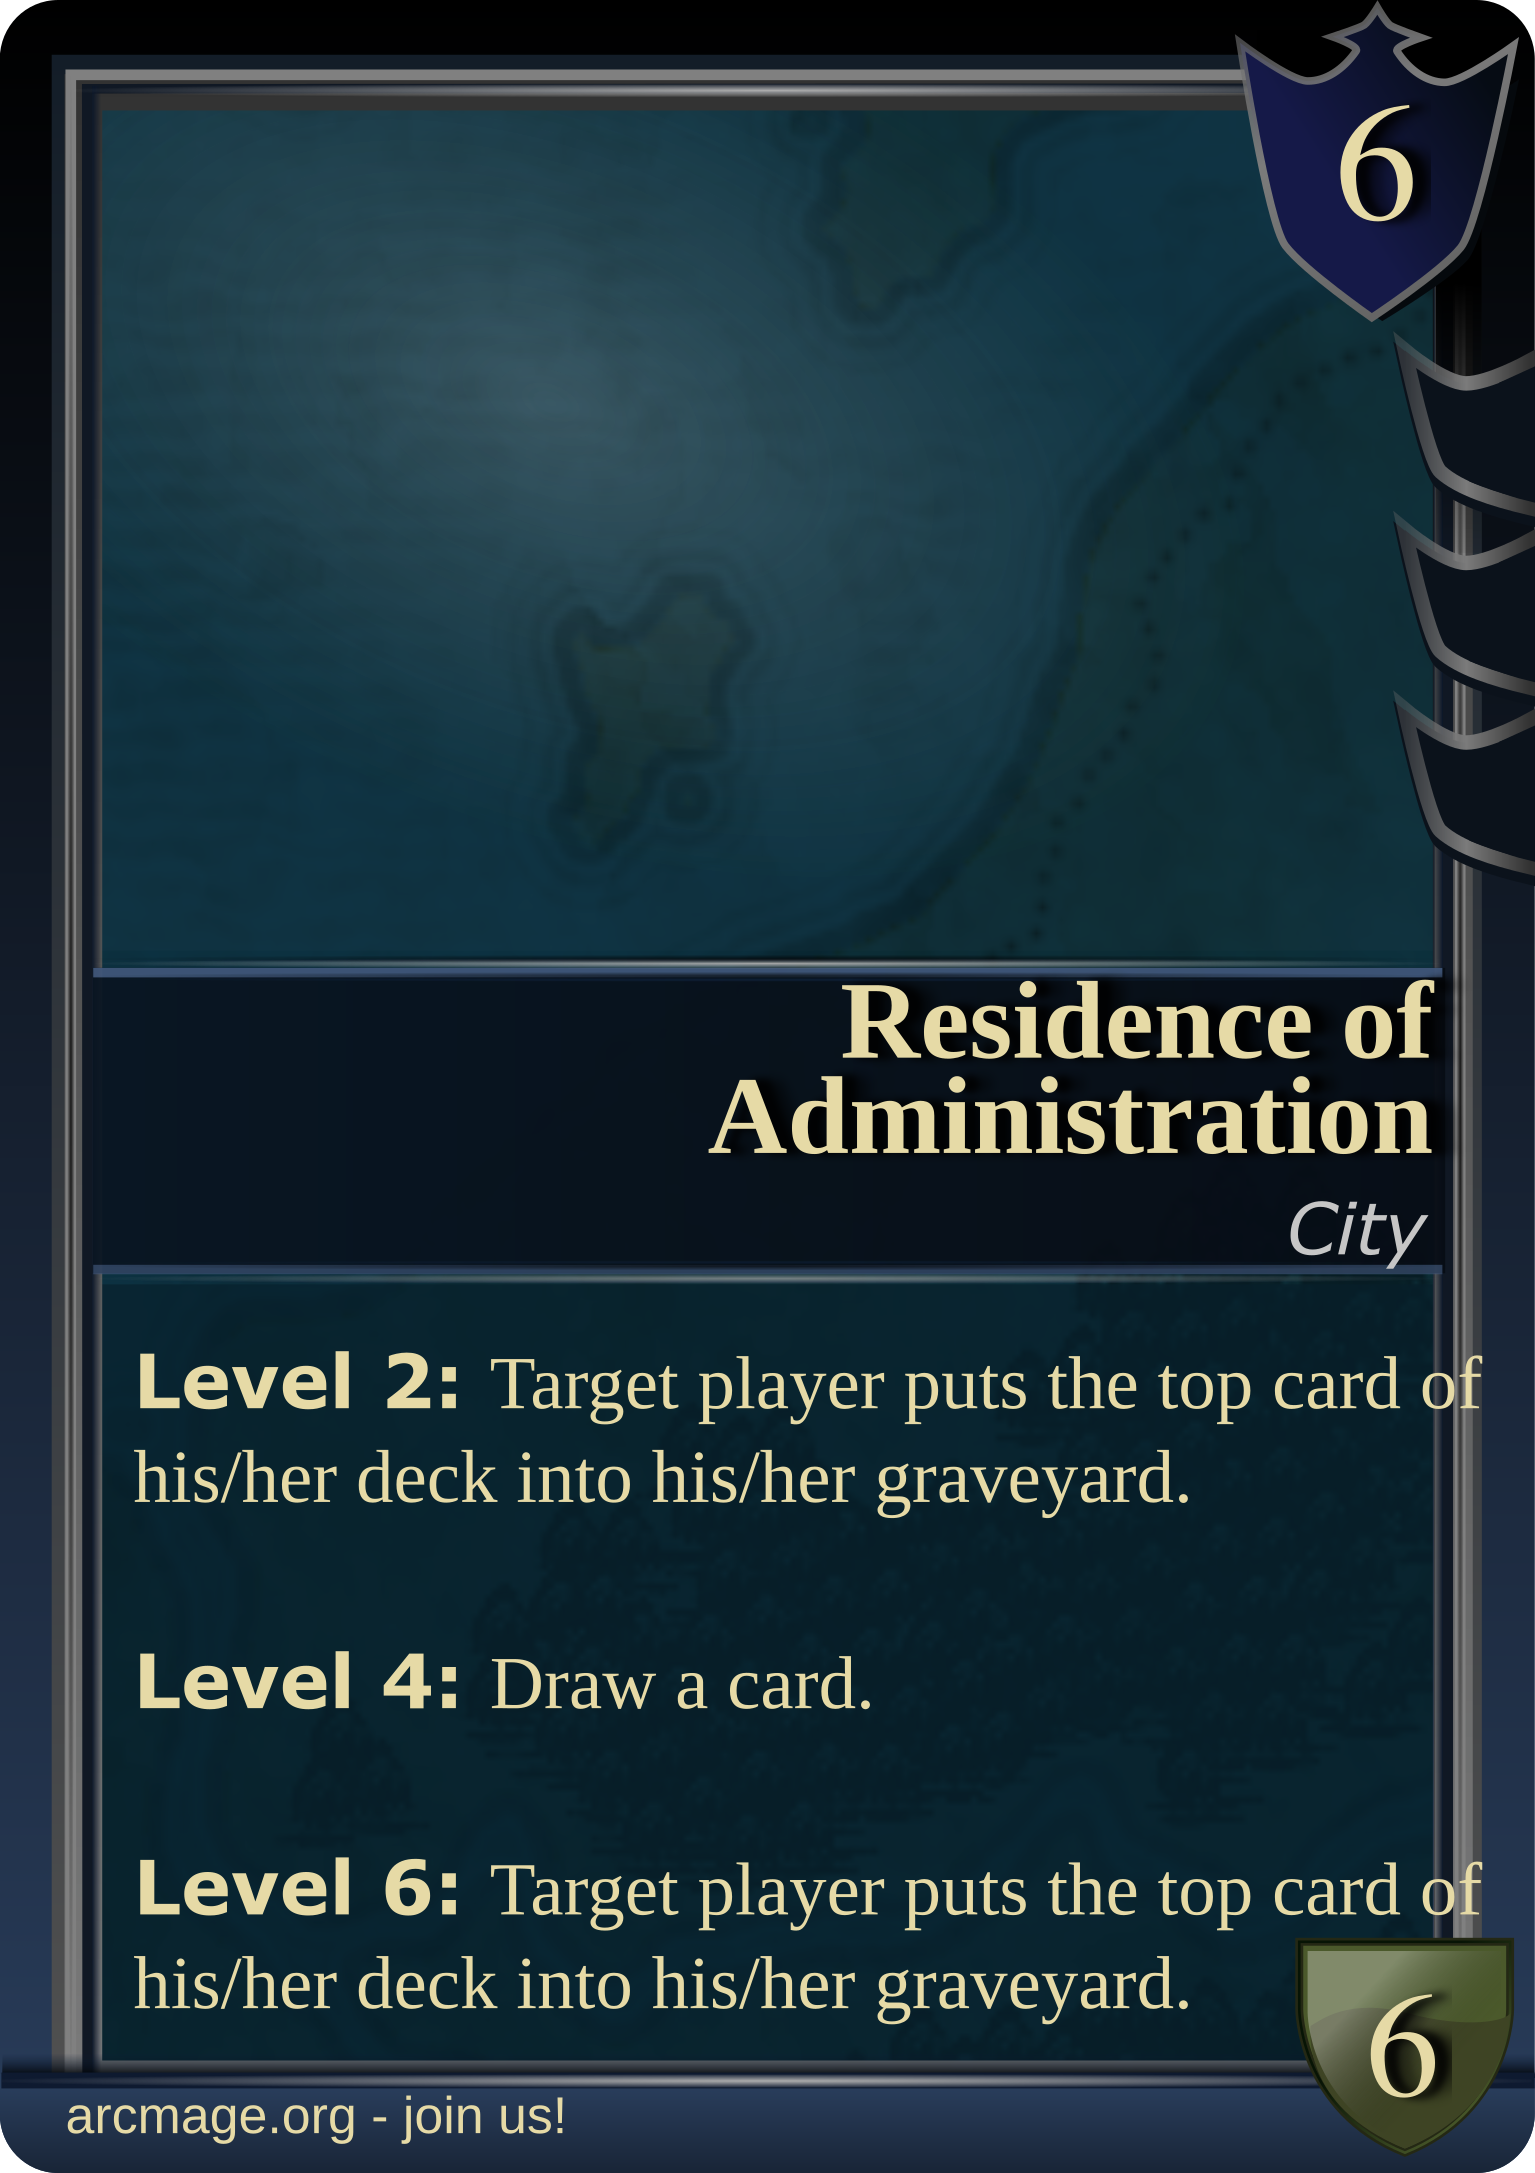 6
Residence of
Administration
City
Level 2: Target player puts the top card of
his/her deck into his/her graveyard.
Level 4: Draw a card.
Level 6: Target player puts the top card of
his/her deck into his/her graveyard.
6
arcmage.org - join us!